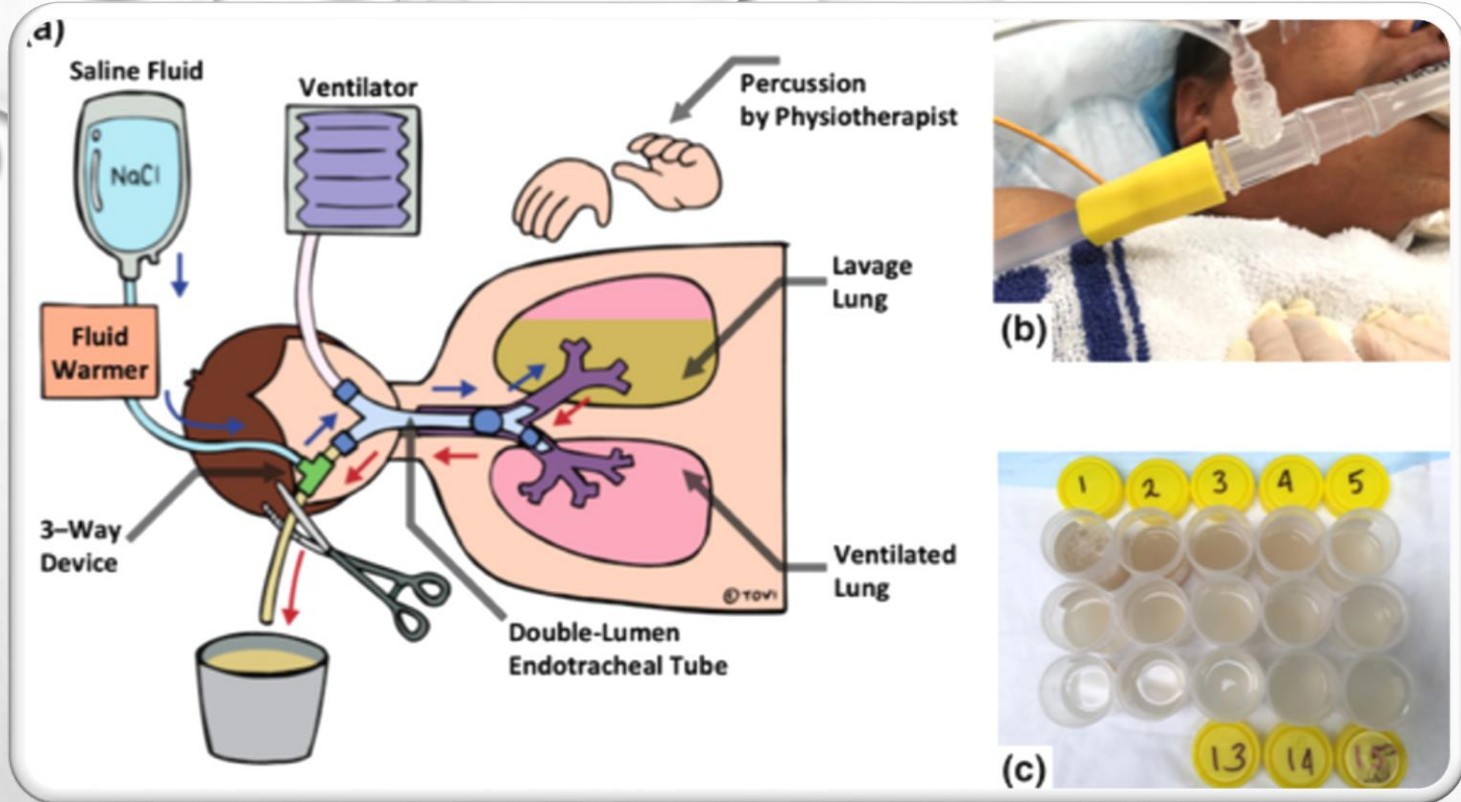 (a)
Saline Fluid
NaCl
Ventilator
Percussion
by Physiotherapist
Fluid
Warmer
Lavage
Lung
3-Way
Device
Ventilated
Lung
© TOVI
Double-Lumen
Endotracheal Tube
(b)
1 2 3 4 5
13 14 15
(c)